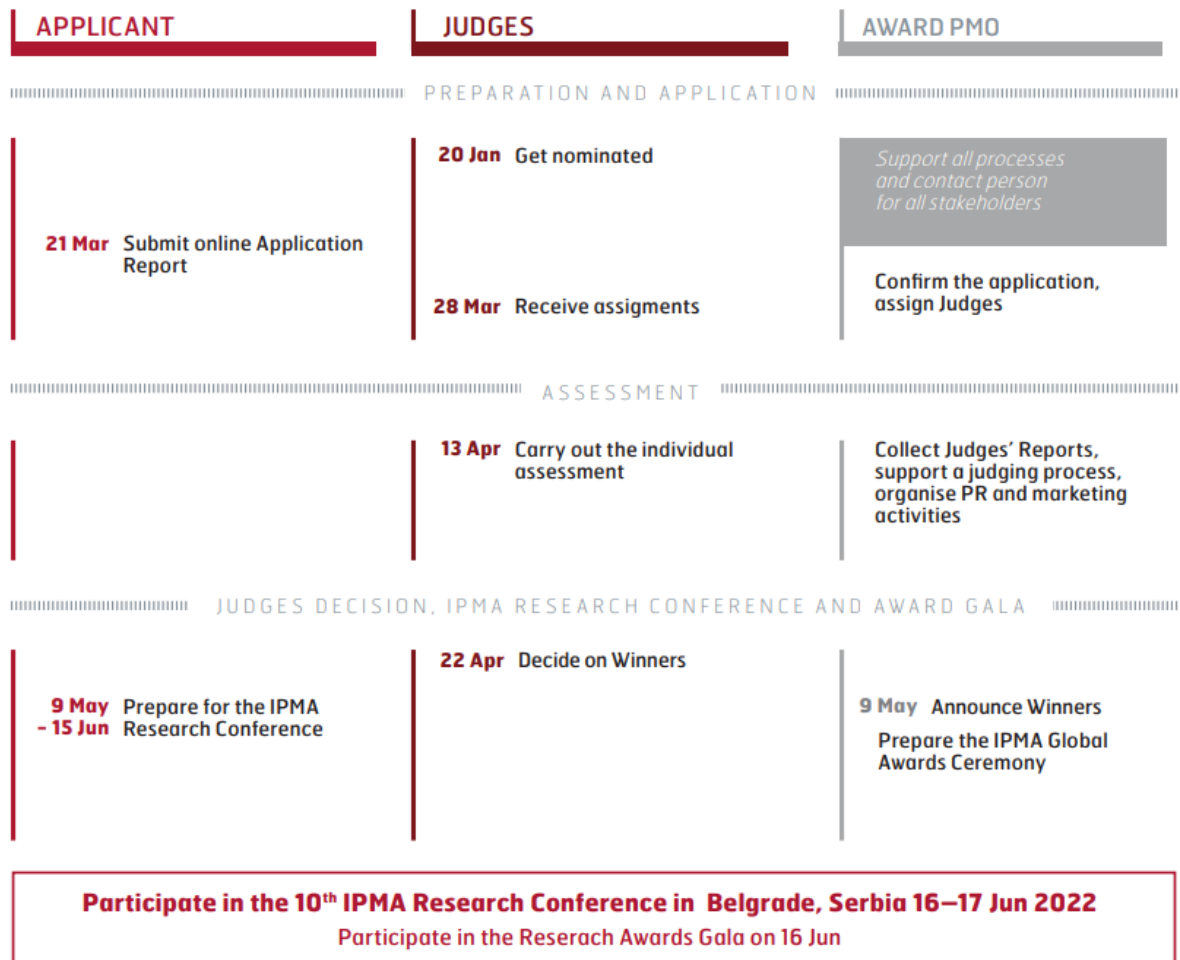 APPLICANT
JUDGES
AWARD PMO
PREPARATION AND APPLICATION
20 Jan Get nominated
Support all processes
and contact person
for all stakeholders
21 Mar Submit online Application
Report
28 Mar Receive assigments
Confirm the application,
assign Judges
ASSESSMENT
13 Apr Carry out the individual
assessment
Collect Judges' Reports,
support a judging process,
organise PR and marketing
activities
JUDGES DECISION, IPMA RESEARCH CONFERENCE AND AWARD GALA
22 Apr Decide on Winners
9 May Prepare for the IPMA
– 15 Jun Research Conference
9 May Announce Winners
Prepare the IPMA Global
Awards Ceremony
Participate in the 10th IPMA Research Conference in Belgrade, Serbia 16–17 Jun 2022
Participate in the Reserach Awards Gala on 16 Jun